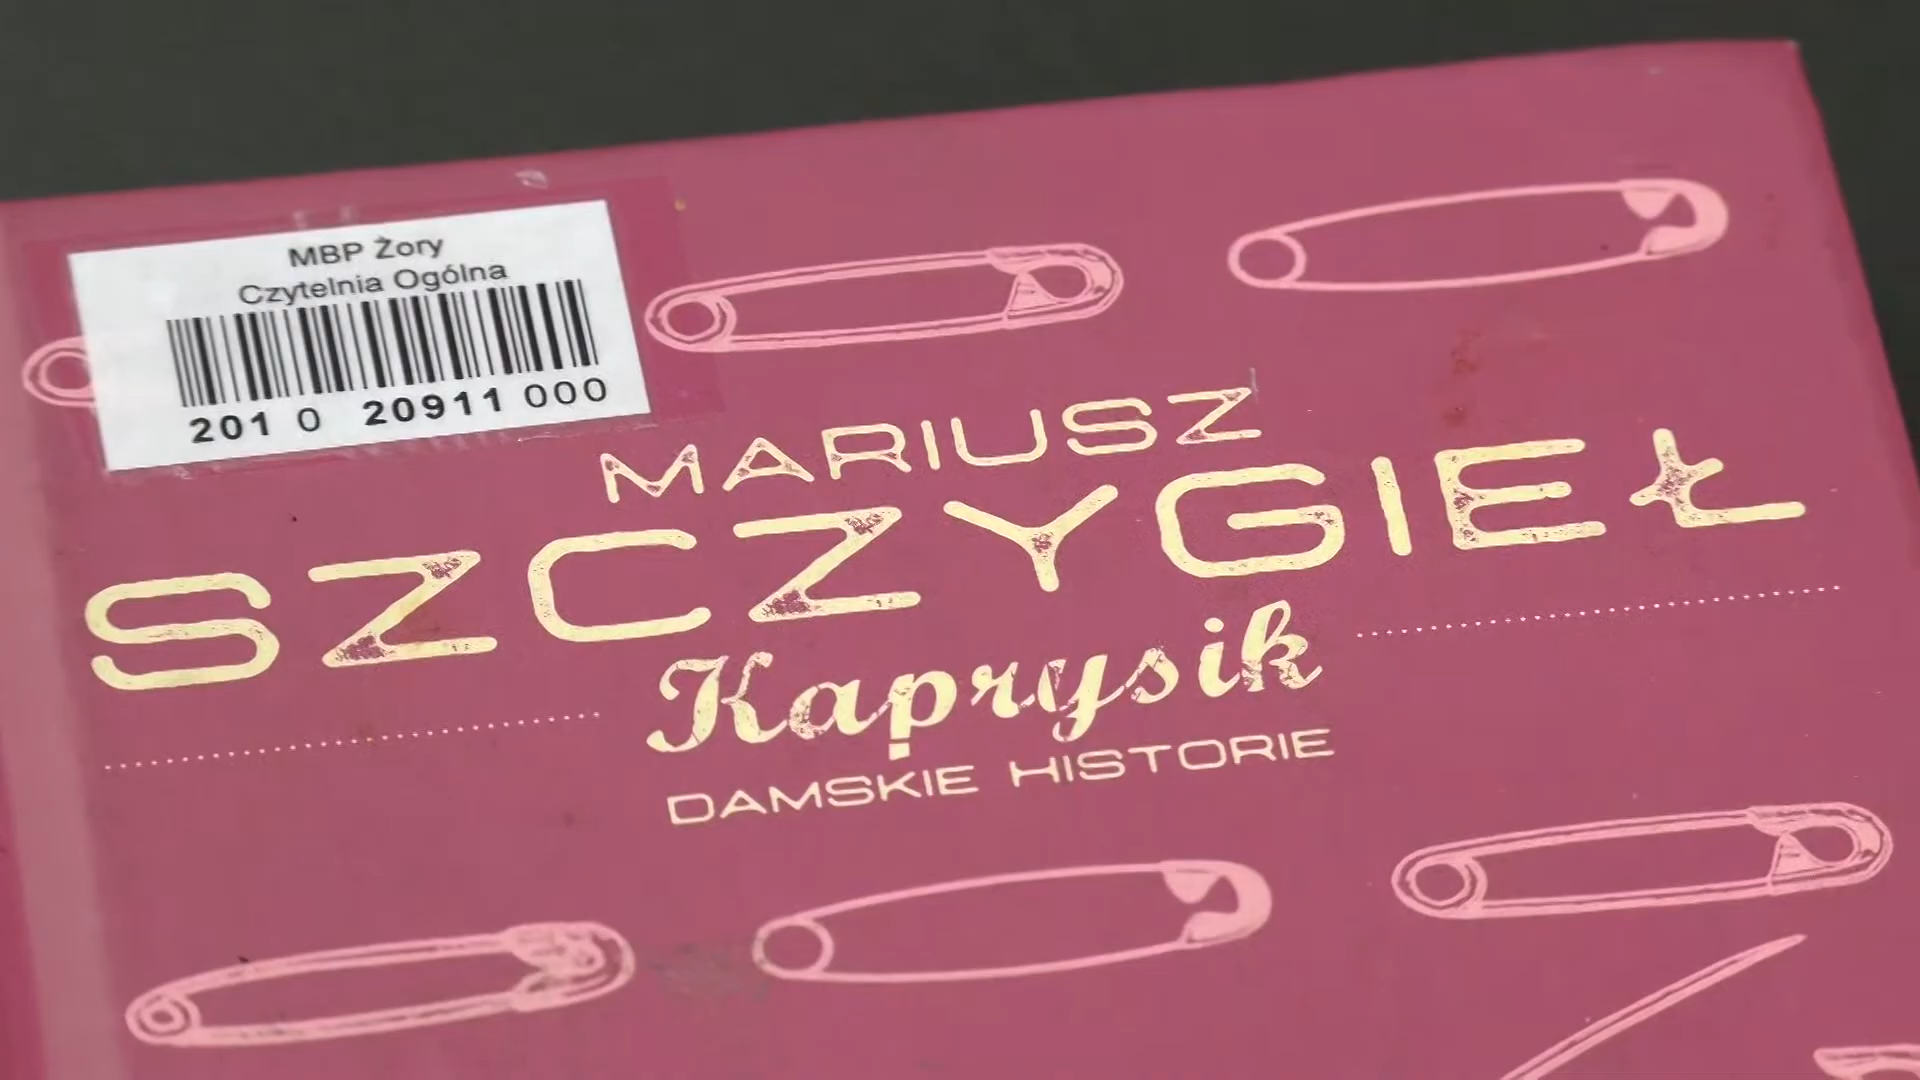 MBP Żory
Czytelnia Ogólna
201 0 20911 000
MARIUSZ
SZCZYGIEŁ
Kaprysik
DAMSKIE HISTORIE